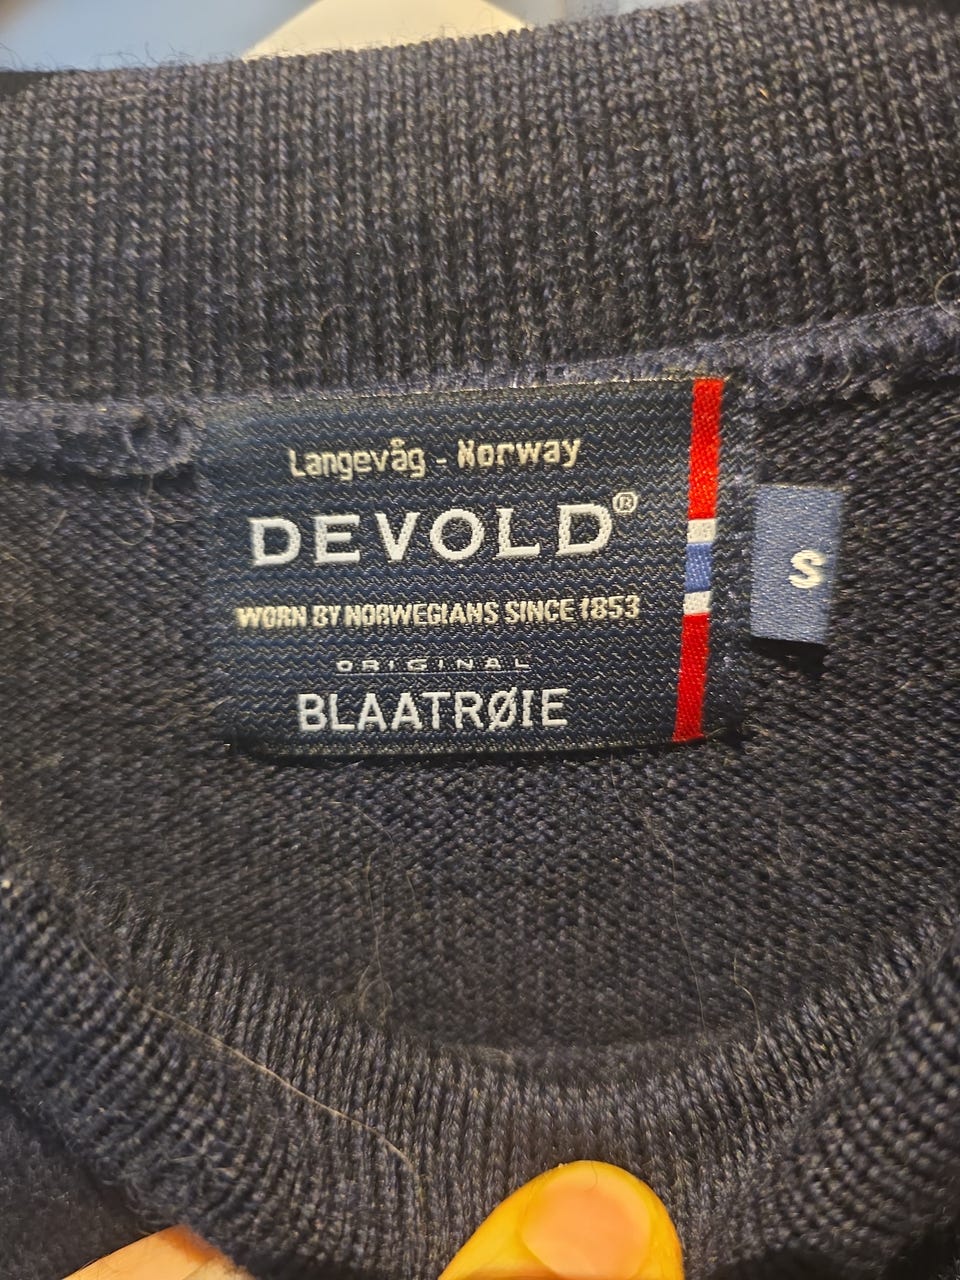 Langevåg - Norway
DEVOLD®
WORN BY NORWEGIANS SINCE 1853
ORIGINAL
BLAATRØIE
S